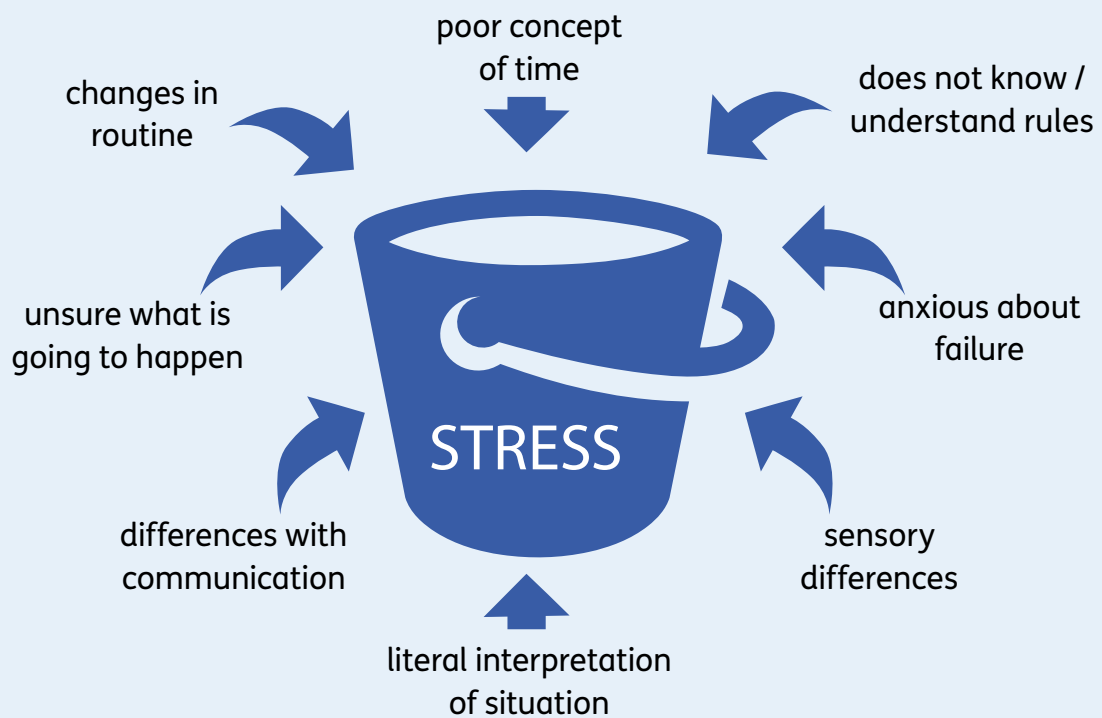 poor concept
of time
changes in
routine
does not know /
understand rules
unsure what is
going to happen
anxious about
failure
STRESS
differences with
communication
sensory
differences
literal interpretation
of situation